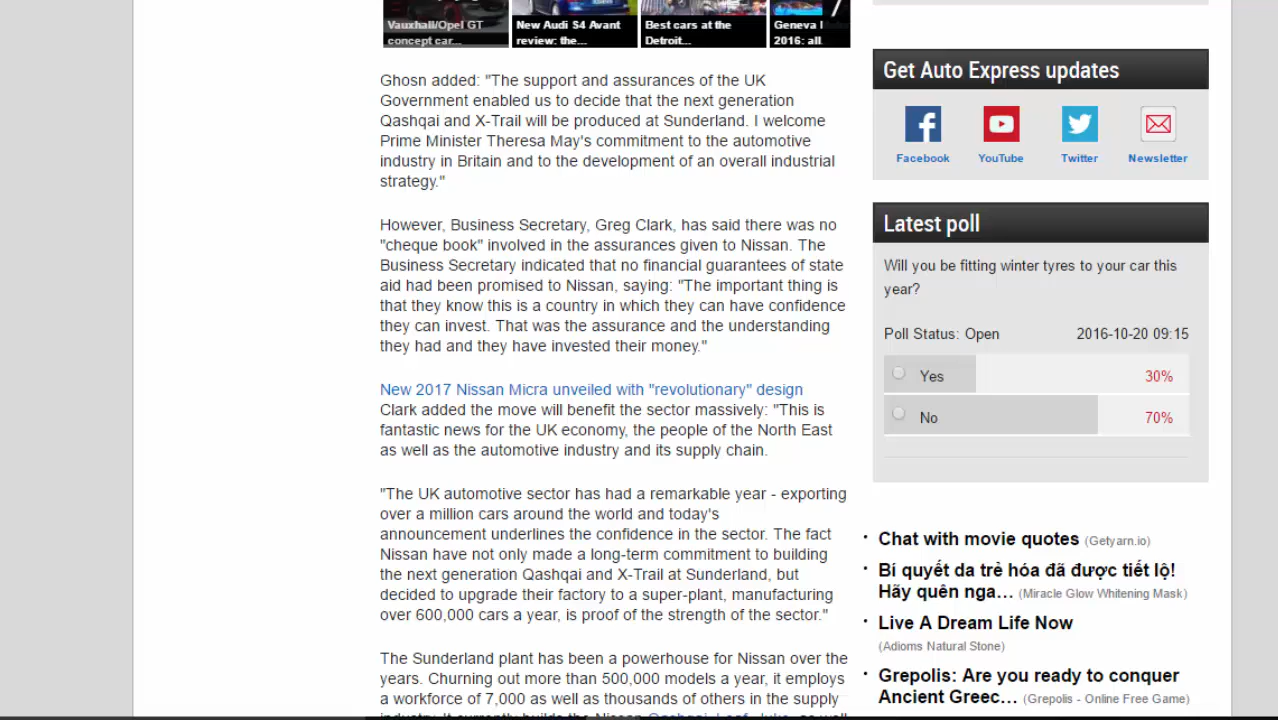 Vauxhall/Opel GT
concept car...
New Audi S4 Avant
review: the...
Best cars at the
Detroit...
Geneva
2016: all
Ghosn added: "The support and assurances of the UK
Government enabled us to decide that the next generation
Qashqai and X-Trail will be produced at Sunderland. I welcome
Prime Minister Theresa May's commitment to the automotive
industry in Britain and to the development of an overall industrial
strategy."
However, Business Secretary, Greg Clark, has said there was no
"cheque book" involved in the assurances given to Nissan. The
Business Secretary indicated that no financial guarantees of state
aid had been promised to Nissan, saying: "The important thing is
that they know this is a country in which they can have confidence
they can invest. That was the assurance and the understanding
they had and they have invested their money."
New 2017 Nissan Micra unveiled with "revolutionary" design
Clark added the move will benefit the sector massively: "This is
fantastic news for the UK economy, the people of the North East
as well as the automotive industry and its supply chain.
"The UK automotive sector has had a remarkable year - exporting
over a million cars around the world and today's
announcement underlines the confidence in the sector. The fact
Nissan have not only made a long-term commitment to building
the next generation Qashqai and X-Trail at Sunderland, but
decided to upgrade their factory to a super-plant, manufacturing
over 600,000 cars a year, is proof of the strength of the sector."
The Sunderland plant has been a powerhouse for Nissan over the
years. Churning out more than 500,000 models a year, it employs
a workforce of 7,000 as well as thousands of others in the supply
industry. It currently builds the Nissan Qashqai, Leaf, Juke, as well
Get Auto Express updates
Facebook
YouTube
Twitter
Newsletter
Latest poll
Will you be fitting winter tyres to your car this
year?
Poll Status: Open 2016-10-20 09:15
Yes 30%
No 70%
Chat with movie quotes (Getyarn.io)
Bí quyết da trẻ hóa đã được tiết lộ!
Hãy quên nga... (Miracle Glow Whitening Mask)
Live A Dream Life Now
(Adioms Natural Stone)
Grepolis: Are you ready to conquer
Ancient Greec... (Grepolis - Online Free Game)